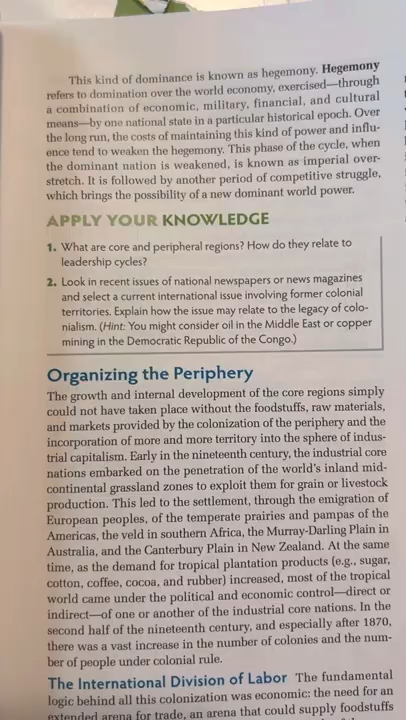 This kind of dominance is known as hegemony. Hegemony
refers to domination over the world economy, exercised—through
a combination of economic, military, financial, and cultural
means—by one national state in a particular historical epoch. Over
the long run, the costs of maintaining this kind of power and influ-
ence tend to weaken the hegemony. This phase of the cycle, when
the dominant nation is weakened, is known as imperial over-
stretch. It is followed by another period of competitive struggle,
which brings the possibility of a new dominant world power.
APPLY YOUR KNOWLEDGE
1. What are core and peripheral regions? How do they relate to
leadership cycles?
2. Look in recent issues of national newspapers or news magazines
and select a current international issue involving former colonial
territories. Explain how the issue may relate to the legacy of colo-
nialism. (Hint: You might consider oil in the Middle East or copper
mining in the Democratic Republic of the Congo.)
Organizing the Periphery
The growth and internal development of the core regions simply
could not have taken place without the foodstuffs, raw materials,
and markets provided by the colonization of the periphery and the
incorporation of more and more territory into the sphere of indus-
trial capitalism. Early in the nineteenth century, the industrial core
nations embarked on the penetration of the world's inland mid-
continental grassland zones to exploit them for grain or livestock
production. This led to the settlement, through the emigration of
European peoples, of the temperate prairies and pampas of the
Americas, the veld in southern Africa, the Murray-Darling Plain in
Australia, and the Canterbury Plain in New Zealand. At the same
time, as the demand for tropical plantation products (e.g., sugar,
cotton, coffee, cocoa, and rubber) increased, most of the tropical
world came under the political and economic control—direct or
indirect—of one or another of the industrial core nations. In the
second half of the nineteenth century, and especially after 1870,
there was a vast increase in the number of colonies and the num-
ber of people under colonial rule.
The International Division of Labor The fundamental
logic behind all this colonization was economic: the need for an
extended arena for trade, an arena that could supply foodstuffs